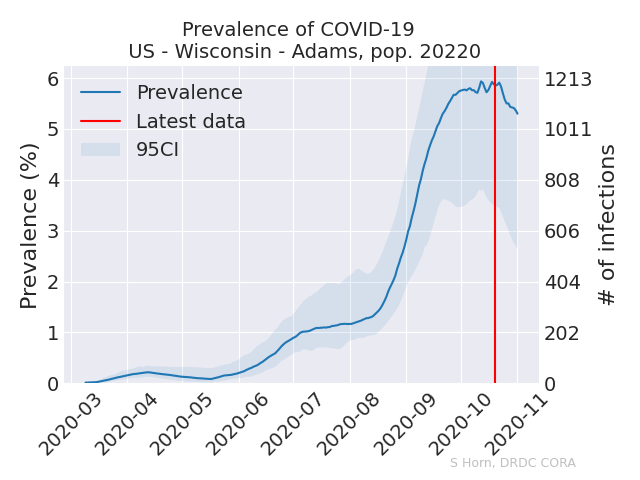 Prevalence of COVID-19
US - Wisconsin - Adams, pop. 20220
Prevalence
Latest data
95CI
Prevalence (%)
6
5
4
3
2
1
0
1213
1011
808
606
404
202
0
# of infections
2020-03
2020-04
2020-05
2020-06
2020-07
2020-08
2020-09
2020-10
2020-11
S Horn, DRDC CORA